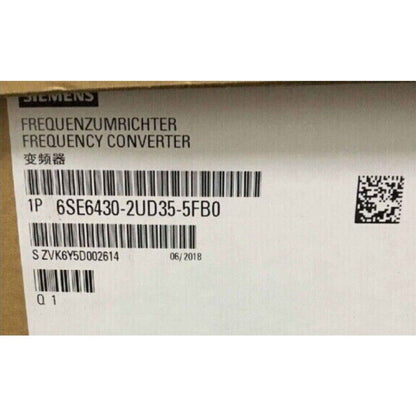 SIEMENS
FREQUENZUMRICHTER
FREQUENCY CONVERTER
变频器
1P 6SE6430-2UD35-5FB0
S ZVK6Y5D002614 06/2018
Q 1